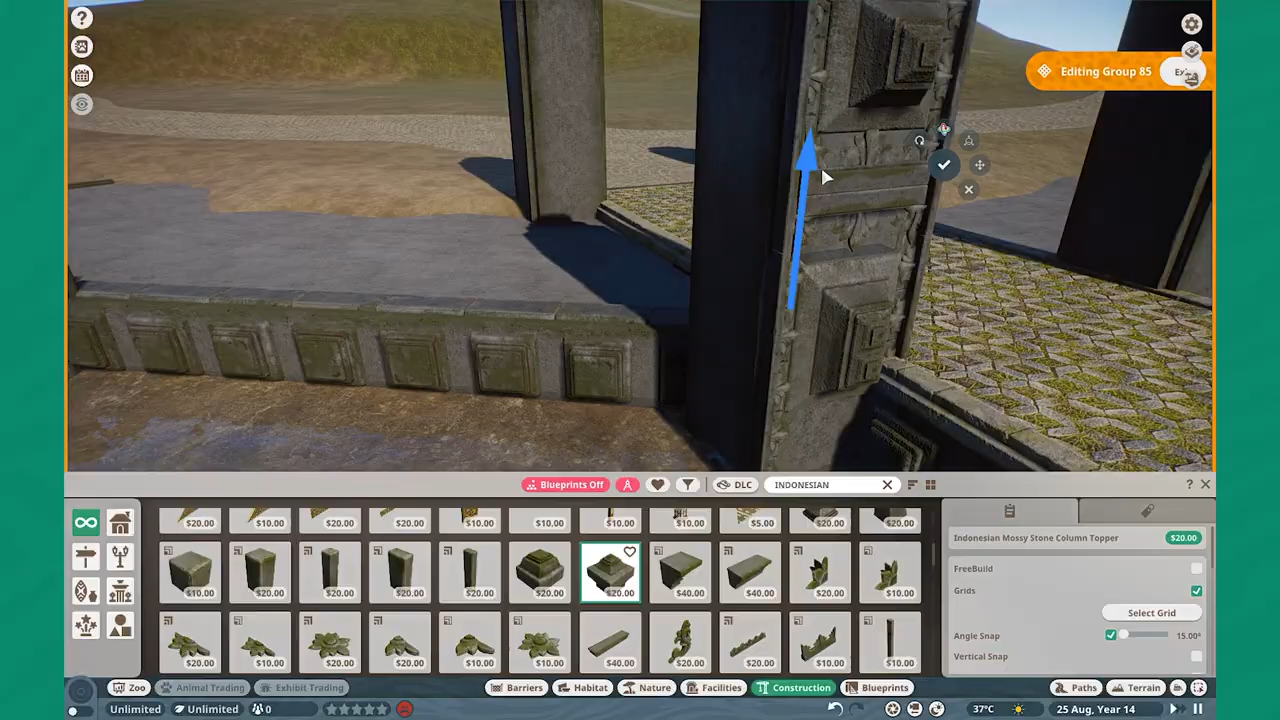 ?
Editing Group 85
Blueprints Off
DLC
INDONESIAN
?
$20.00 $10.00 $20.00 $20.00 $10.00 $10.00 $10.00 $10.00 $5.00 $20.00 $20.00
$10.00 $20.00 $20.00 $20.00 $10.00 $20.00 $20.00 $40.00 $40.00 $20.00 $10.00
$20.00 $20.00 $20.00 $20.00 $10.00 $10.00 $40.00 $20.00 $20.00 $10.00 $10.00
Indonesian Mossy Stone Column Topper $20.00
FreeBuild
Grids
Select Grid
Angle Snap 15.00°
Vertical Snap
Zoo Animal Trading Exhibit Trading Barriers Habitat Nature Facilities Construction Blueprints Paths Terrain
Unlimited Unlimited 0 37°C 25 Aug, Year 14